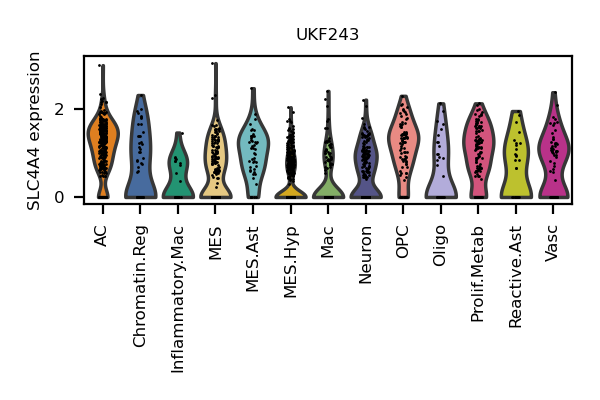 UKF243
SLC4A4 expression
2
0
AC
Chromatin.Reg
Inflammatory.Mac
MES
MES.Ast
MES.Hyp
Mac
Neuron
OPC
Oligo
Prolif.Metab
Reactive.Ast
Vasc